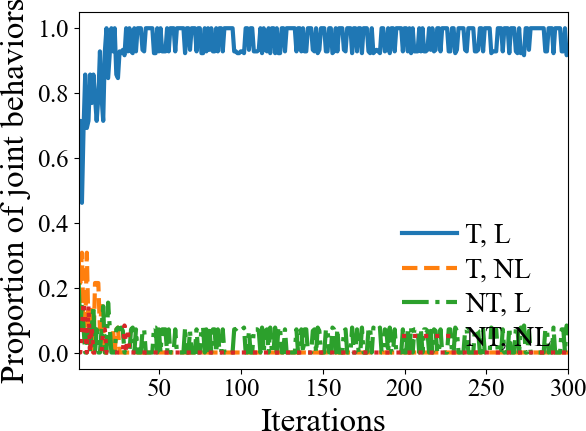 Proportion of joint behaviors
1.0
0.8
0.6
0.4
0.2
0.0
T, L
T, NL
NT, L
NT, NL
50 100 150 200 250 300
Iterations